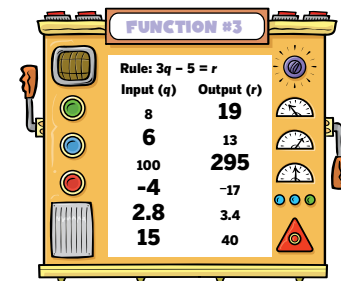 FUNCTION #3
Rule: 3q – 5 = r
Input (q) Output (r)
8 19
6 13
100 295
-4 ⁻17
2.8 3.4
15 40